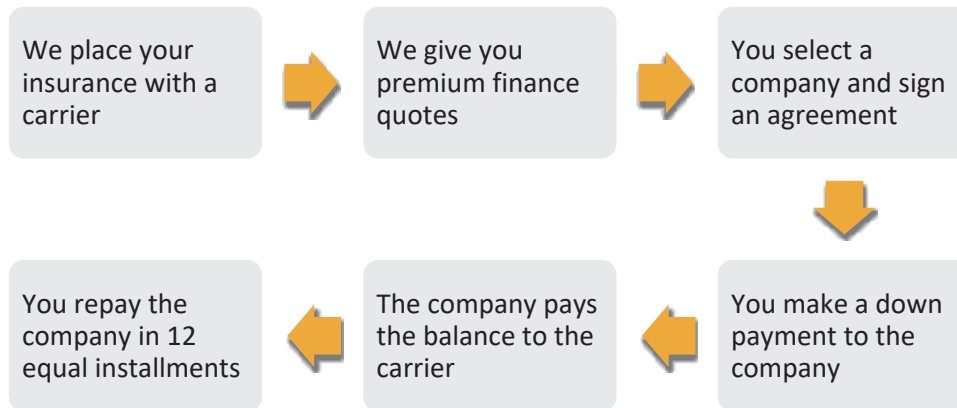 We place your
insurance with a
carrier
We give you
premium finance
quotes
You select a
company and sign
an agreement
You make a down
payment to the
company
The company pays
the balance to the
carrier
You repay the
company in 12
equal installments